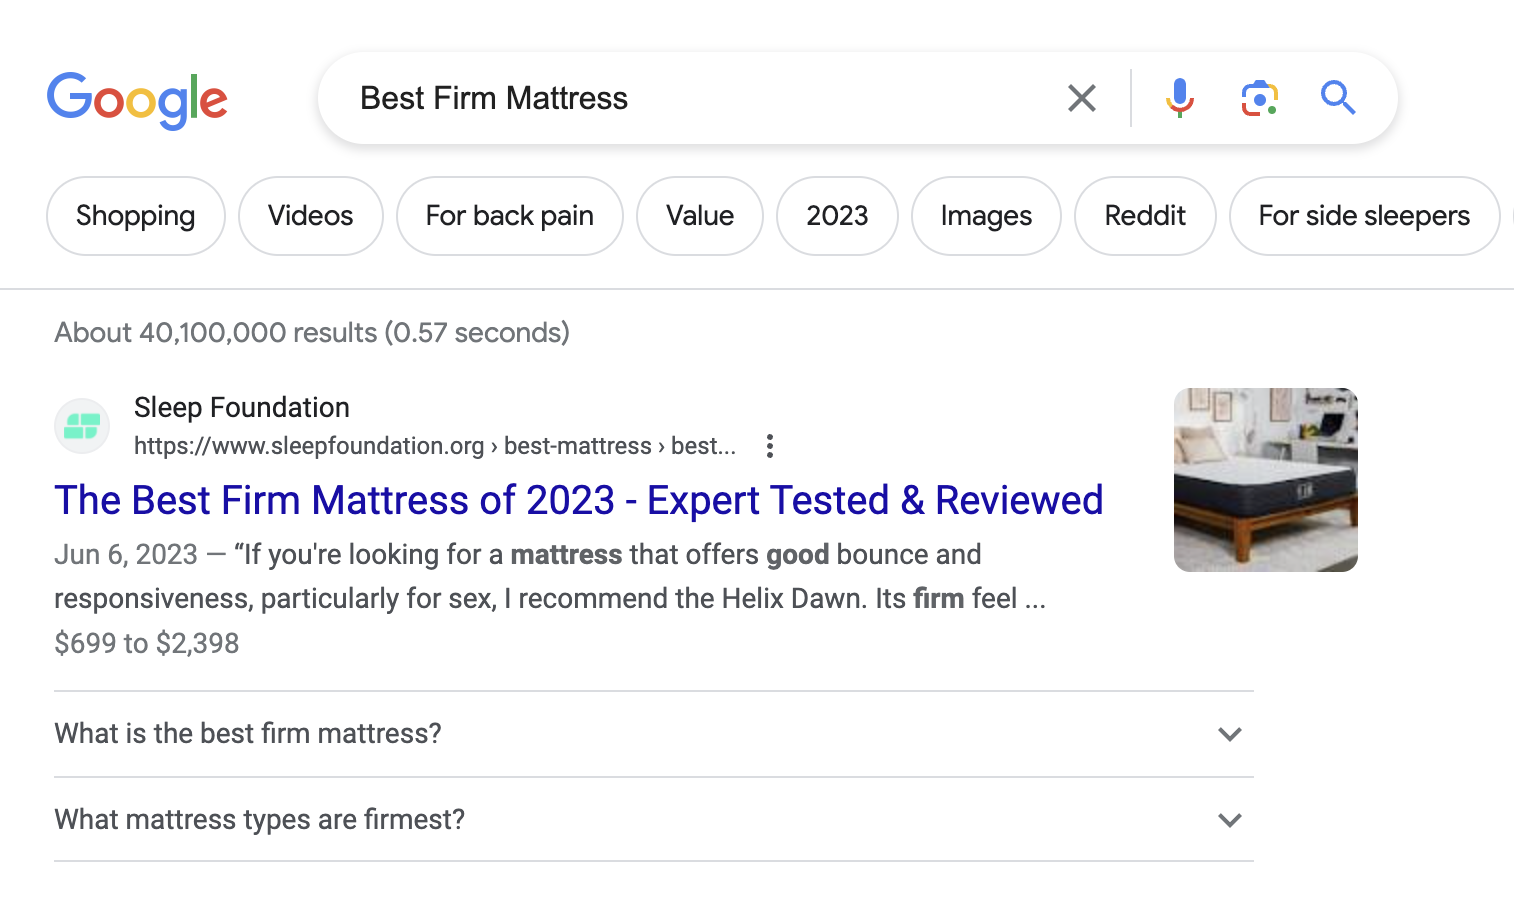 Google
Best Firm Mattress
Shopping
Videos
For back pain
Value
2023
Images
Reddit
For side sleepers
About 40,100,000 results (0.57 seconds)
Sleep Foundation
https://www.sleepfoundation.org › best-mattress › best...
The Best Firm Mattress of 2023 - Expert Tested & Reviewed
Jun 6, 2023 — “If you're looking for a mattress that offers good bounce and
responsiveness, particularly for sex, I recommend the Helix Dawn. Its firm feel ...
$699 to $2,398
What is the best firm mattress?
What mattress types are firmest?